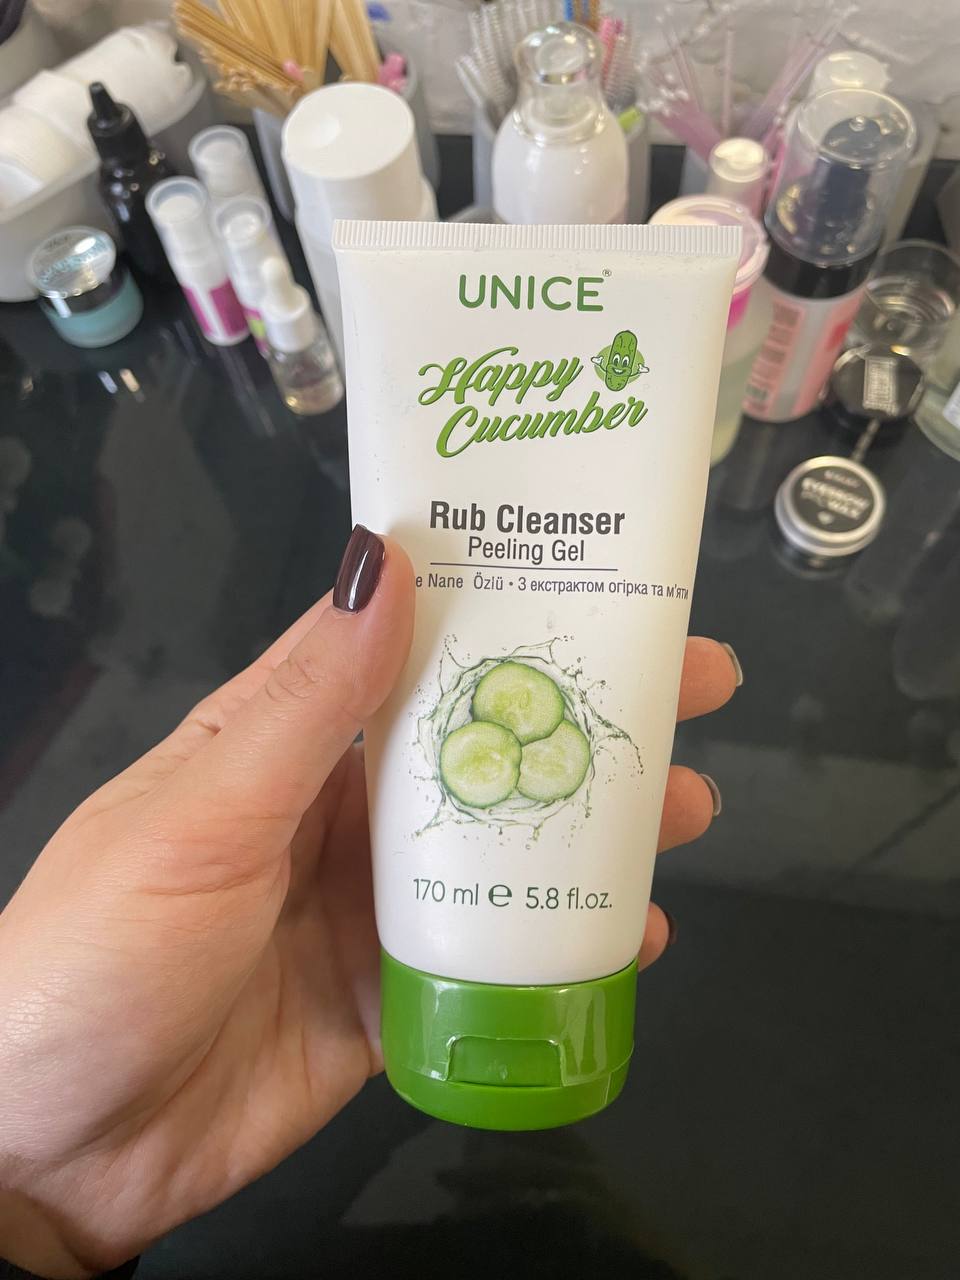 UNICE®
Happy
Cucumber
Rub Cleanser
Peeling Gel
Nane Özlü • З екстрактом огірка та м'яти
170 ml ℮ 5.8 fl.oz.